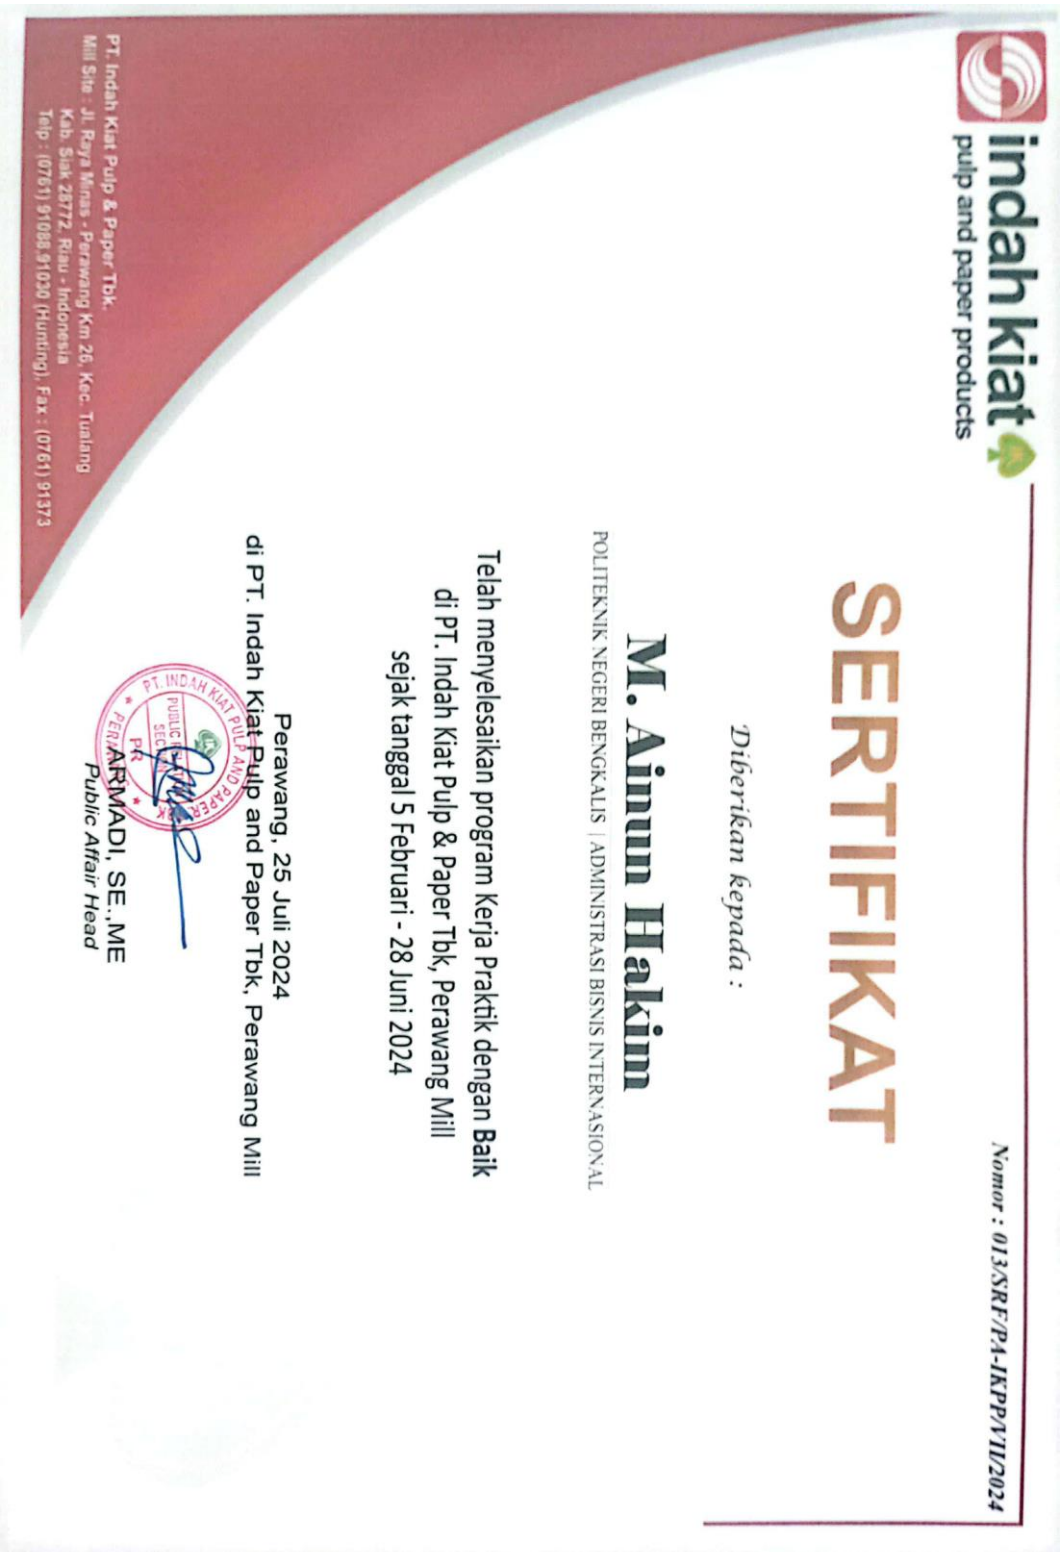 indah kiat
pulp and paper products
Nomor : 013/SRF/PA-IKPP/VII/2024
SERTIFIKAT
Diberikan kepada :
M. Ainun Hakim
POLITEKNIK NEGERI BENGKALIS | ADMINISTRASI BISNIS INTERNASIONAL
Telah menyelesaikan program Kerja Praktik dengan Baik
di PT. Indah Kiat Pulp & Paper Tbk, Perawang Mill
sejak tanggal 5 Februari - 28 Juni 2024
Perawang, 25 Juli 2024
di PT. Indah Kiat Pulp and Paper Tbk, Perawang Mill
PT. INDAH KIAT PULP AND PAPER
PUBLIC
PR
ARMADI, SE.,ME
Public Affair Head
PT. Indah Kiat Pulp & Paper Tbk.
Mill Site : Jl. Raya Minas - Perawang Km 26, Kec. Tualang
Kab. Siak 28772, Riau - Indonesia
Telp : (0761) 91088,91030 (Hunting), Fax : (0761) 91373